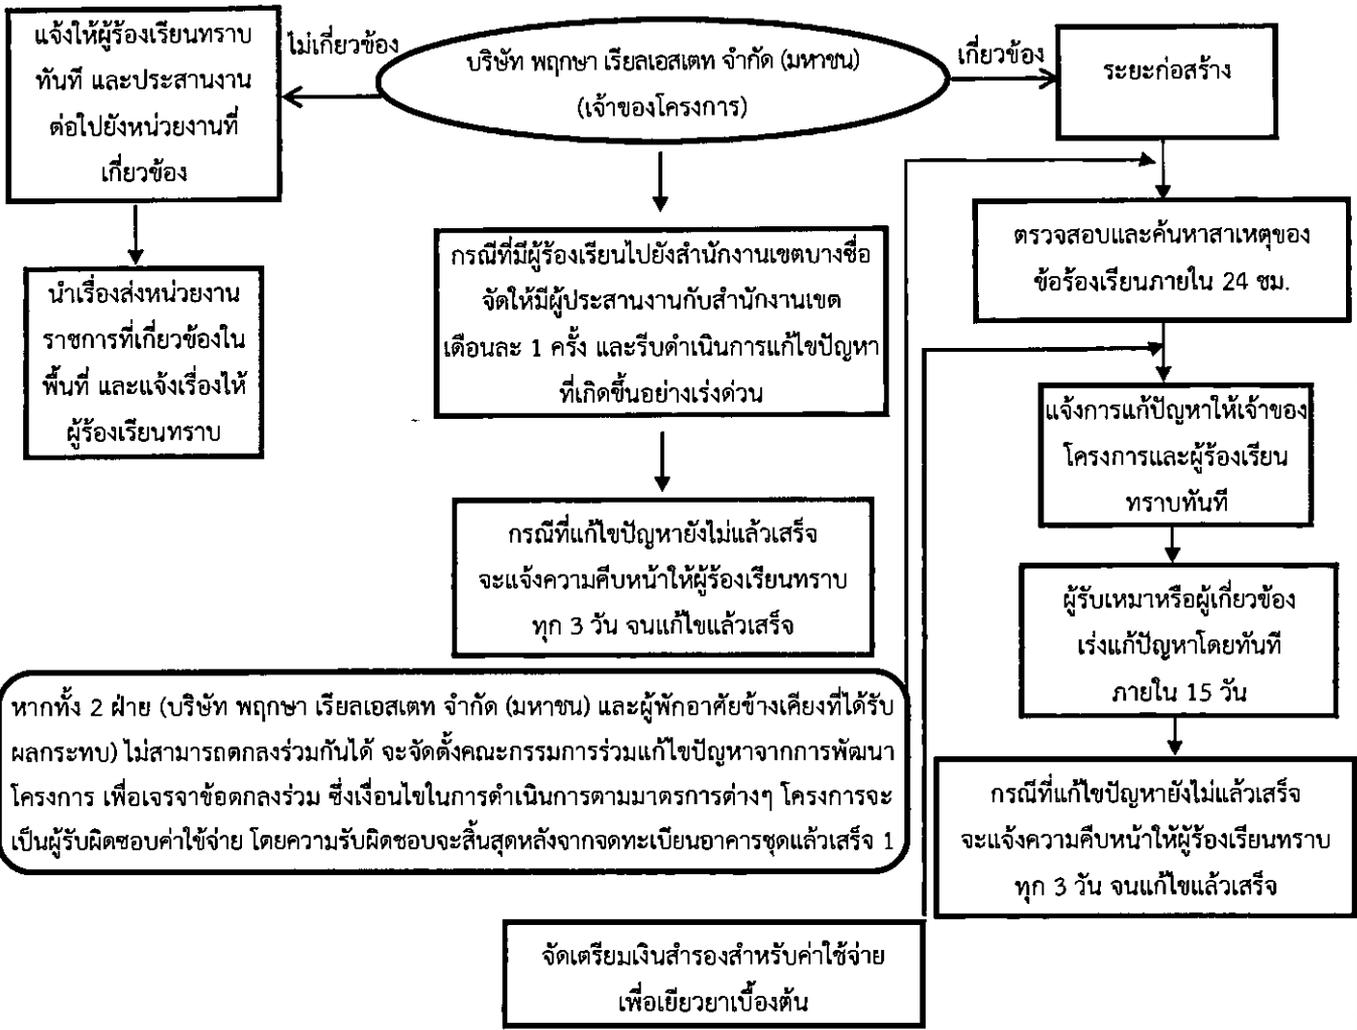 แจ้งให้ผู้ร้องเรียนทราบ
ทันที และประสานงาน
ต่อไปยังหน่วยงานที่
เกี่ยวข้อง
ไม่เกี่ยวข้อง
บริษัท พฤกษา เรียลเอสเตท จำกัด (มหาชน)
(เจ้าของโครงการ)
เกี่ยวข้อง
ระยะก่อสร้าง
นำเรื่องส่งหน่วยงาน
ราชการที่เกี่ยวข้องใน
พื้นที่ และแจ้งเรื่องให้
ผู้ร้องเรียนทราบ
กรณีที่มีผู้ร้องเรียนไปยังสำนักงานเขตบางซื่อ
จัดให้มีผู้ประสานงานกับสำนักงานเขต
เดือนละ 1 ครั้ง และรีบดำเนินการแก้ไขปัญหา
ที่เกิดขึ้นอย่างเร่งด่วน
กรณีที่แก้ไขปัญหายังไม่แล้วเสร็จ
จะแจ้งความคืบหน้าให้ผู้ร้องเรียนทราบ
ทุก 3 วัน จนแก้ไขแล้วเสร็จ
ตรวจสอบและค้นหาสาเหตุของ
ข้อร้องเรียนภายใน 24 ชม.
แจ้งการแก้ปัญหาให้เจ้าของ
โครงการและผู้ร้องเรียน
ทราบทันที
ผู้รับเหมาหรือผู้เกี่ยวข้อง
เร่งแก้ปัญหาโดยทันที
ภายใน 15 วัน
กรณีที่แก้ไขปัญหายังไม่แล้วเสร็จ
จะแจ้งความคืบหน้าให้ผู้ร้องเรียนทราบ
ทุก 3 วัน จนแก้ไขแล้วเสร็จ
หากทั้ง 2 ฝ่าย (บริษัท พฤกษา เรียลเอสเตท จำกัด (มหาชน) และผู้พักอาศัยข้างเคียงที่ได้รับ
ผลกระทบ) ไม่สามารถตกลงร่วมกันได้ จะจัดตั้งคณะกรรมการร่วมแก้ไขปัญหาจากการพัฒนา
โครงการ เพื่อเจรจาข้อตกลงร่วม ซึ่งเงื่อนไขในการดำเนินการตามมาตรการต่างๆ โครงการจะ
เป็นผู้รับผิดชอบค่าใช้จ่าย โดยความรับผิดชอบจะสิ้นสุดหลังจากจดทะเบียนอาคารชุดแล้วเสร็จ 1
จัดเตรียมเงินสำรองสำหรับค่าใช้จ่าย
เพื่อเยียวยาเบื้องต้น